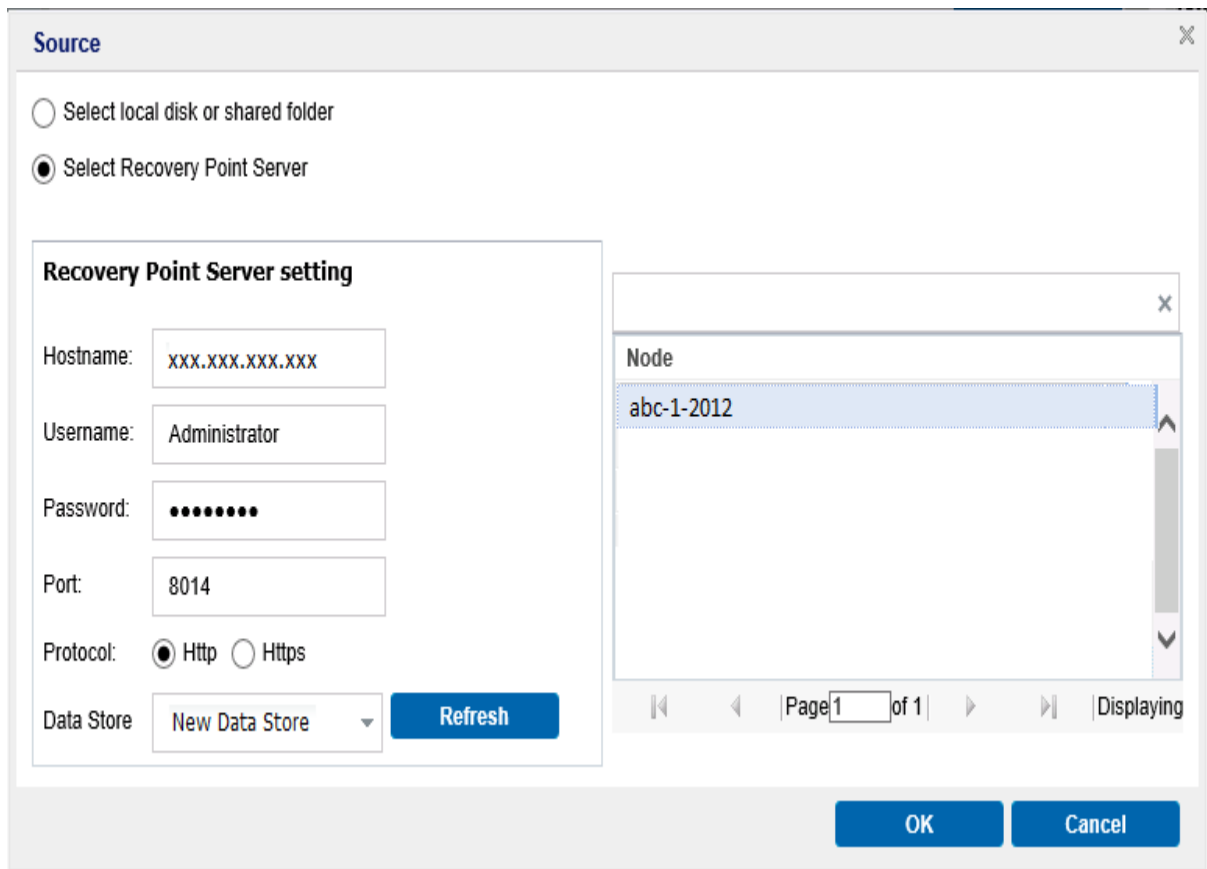 Source
Select local disk or shared folder
Select Recovery Point Server
Recovery Point Server setting
Hostname: xxx.xxx.xxx.xxx
Username: Administrator
Password: ••••••••
Port: 8014
Protocol: Http Https
Data Store New Data Store Refresh
Node
abc-1-2012
Page 1 of 1 Displaying
OK Cancel